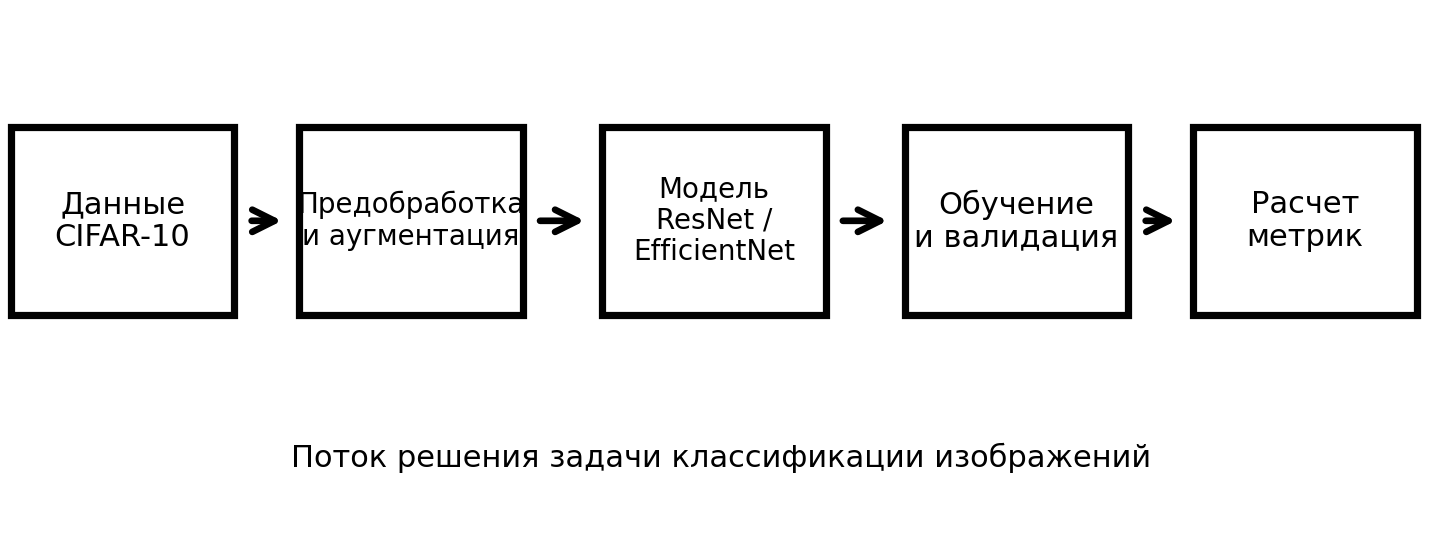 Данные
CIFAR-10
Предобработка
и аугментация
Модель
ResNet /
EfficientNet
Обучение
и валидация
Расчет
метрик
Поток решения задачи классификации изображений